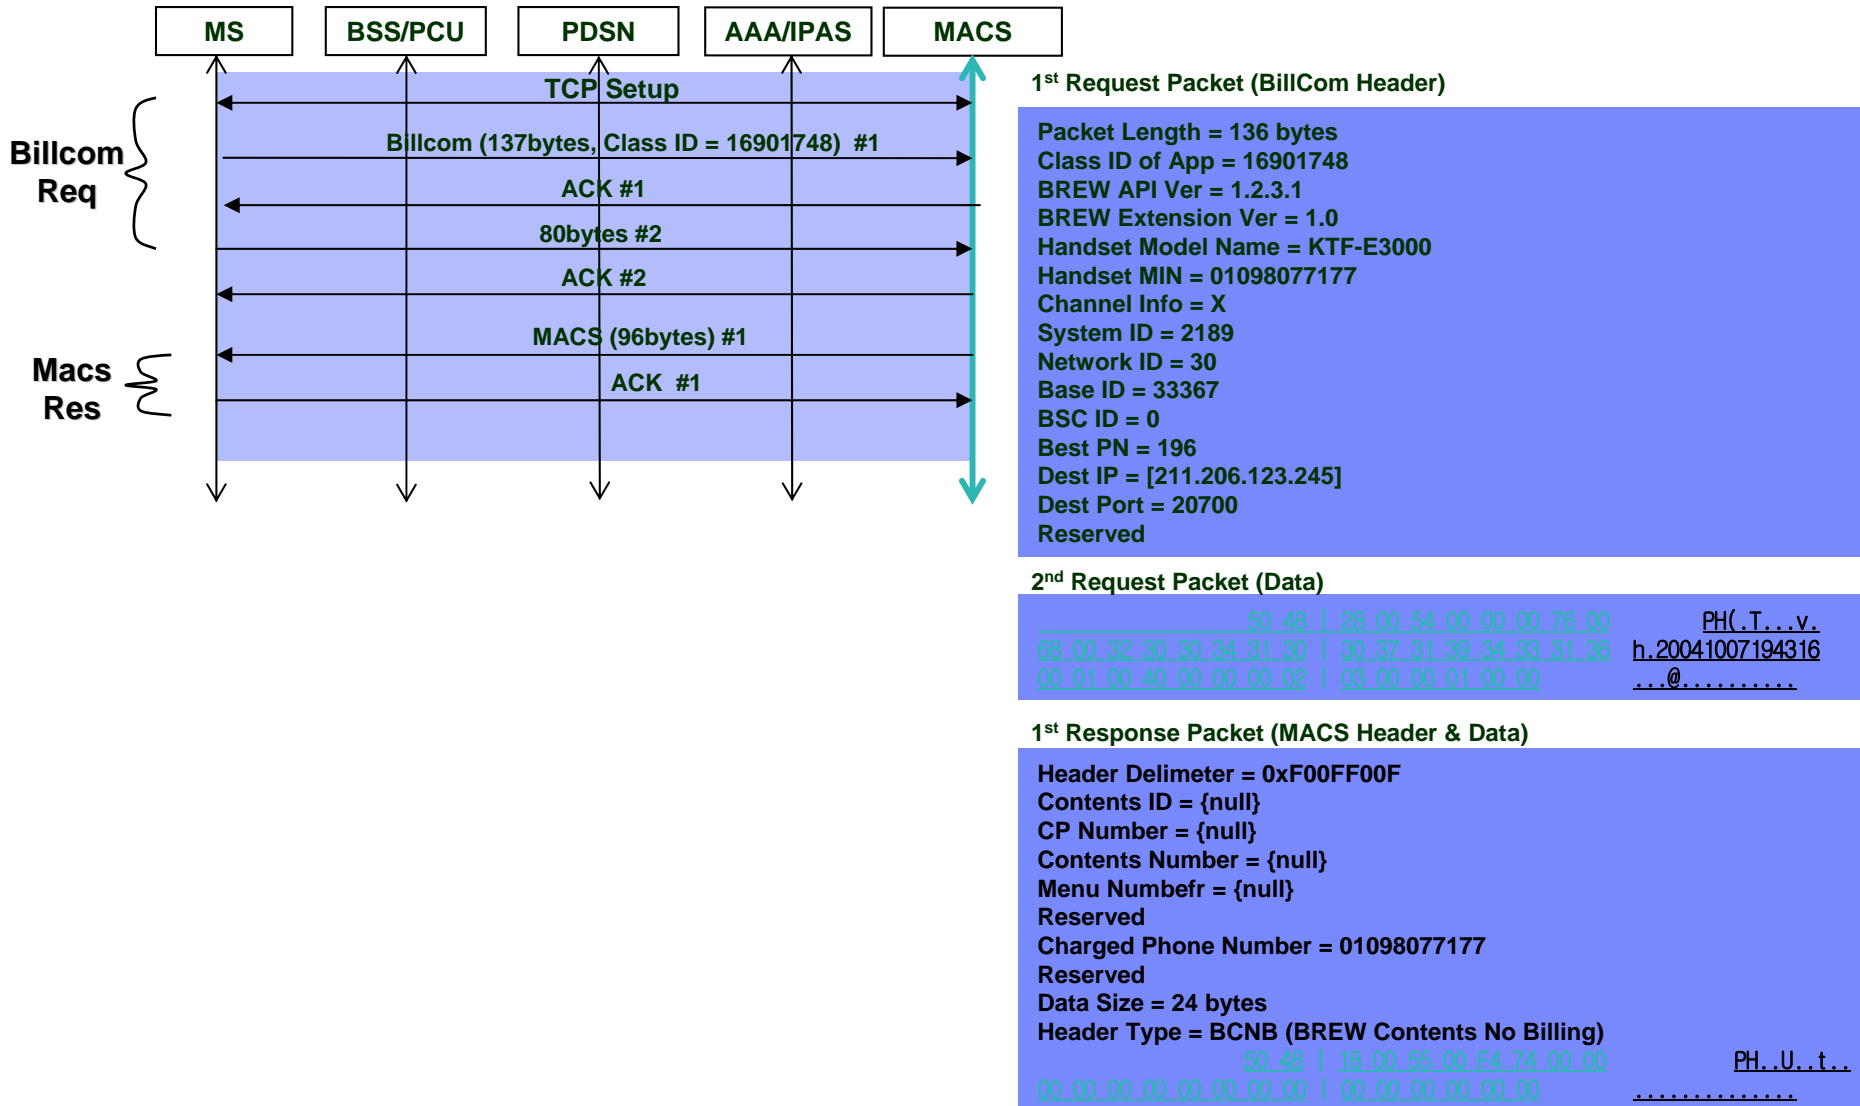 MS BSS/PCU PDSN AAA/IPAS MACS
TCP Setup
Billcom (137bytes, Class ID = 16901748) #1
ACK #1
80bytes #2
ACK #2
MACS (96bytes) #1
ACK #1
Billcom
Req
Macs
Res
1st Request Packet (BillCom Header)
Packet Length = 136 bytes
Class ID of App = 16901748
BREW API Ver = 1.2.3.1
BREW Extension Ver = 1.0
Handset Model Name = KTF-E3000
Handset MIN = 01098077177
Channel Info = X
System ID = 2189
Network ID = 30
Base ID = 33367
BSC ID = 0
Best PN = 196
Dest IP = [211.206.123.245]
Dest Port = 20700
Reserved
2nd Request Packet (Data)
50 48 | 28 00 54 00 00 00 76 00 PH(.T...v.
68 00 32 30 30 34 31 30 | 30 37 31 39 34 33 31 36 h.20041007194316
00 01 00 40 00 00 00 02 | 03 00 00 01 00 00 ...@..........
1st Response Packet (MACS Header & Data)
Header Delimeter = 0xF00FF00F
Contents ID = {null}
CP Number = {null}
Contents Number = {null}
Menu Numbefr = {null}
Reserved
Charged Phone Number = 01098077177
Reserved
Data Size = 24 bytes
Header Type = BCNB (BREW Contents No Billing)
50 48 | 18 00 55 00 F4 74 00 00 PH..U..t..
00 00 00 00 00 00 00 00 | 00 00 00 00 00 00 ..............